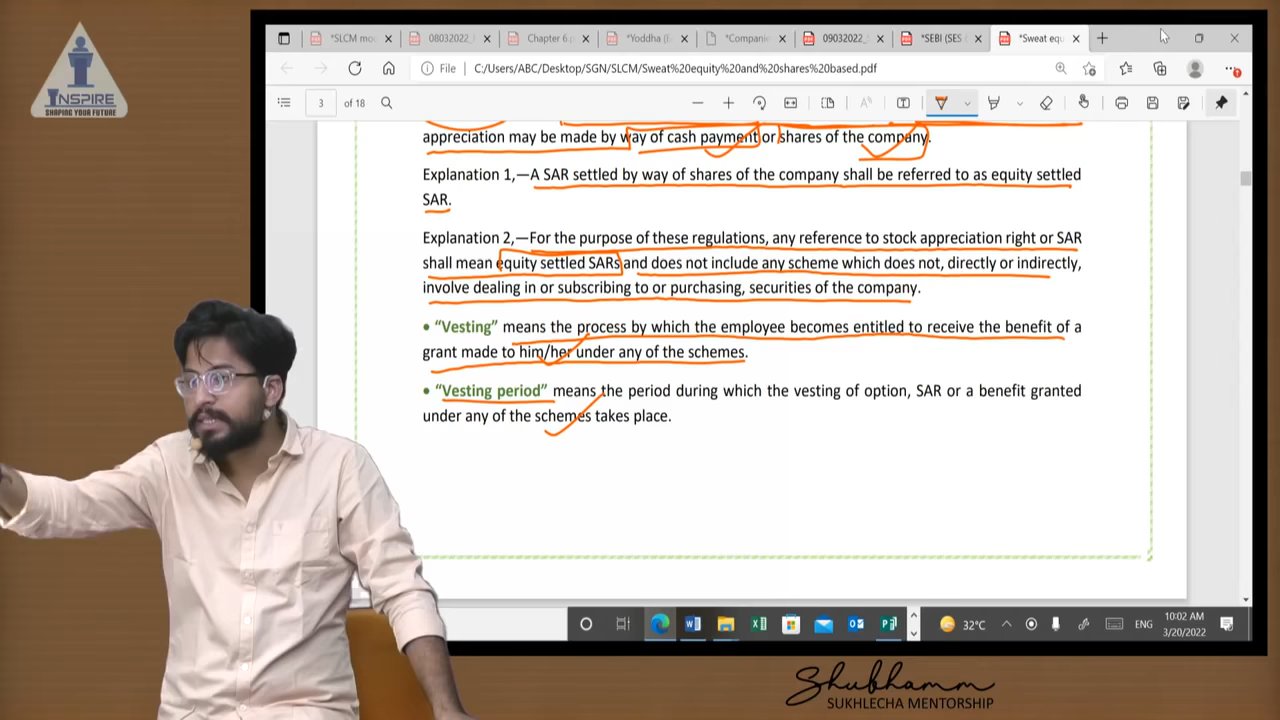 INSPIRE
SHAPING YOUR FUTURE
*SLCM mo
08032022_
Chapter 6.p
*Yoddha (E
*Companie
09032022_S
*SEBI (SES
*Sweat equ
File
C:/Users/ABC/Desktop/SGN/SLCM/Sweat%20equity%20and%20shares%20based.pdf
3 of 18
appreciation may be made by way of cash payment or shares of the company.
Explanation 1,—A SAR settled by way of shares of the company shall be referred to as equity settled
SAR.
Explanation 2,—For the purpose of these regulations, any reference to stock appreciation right or SAR
shall mean equity settled SARs and does not include any scheme which does not, directly or indirectly,
involve dealing in or subscribing to or purchasing, securities of the company.
• “Vesting” means the process by which the employee becomes entitled to receive the benefit of a
grant made to him/her under any of the schemes.
• “Vesting period” means the period during which the vesting of option, SAR or a benefit granted
under any of the schemes takes place.
32°C
ENG
10:02 AM
3/20/2022
Shubhamm
SUKHLECHA MENTORSHIP